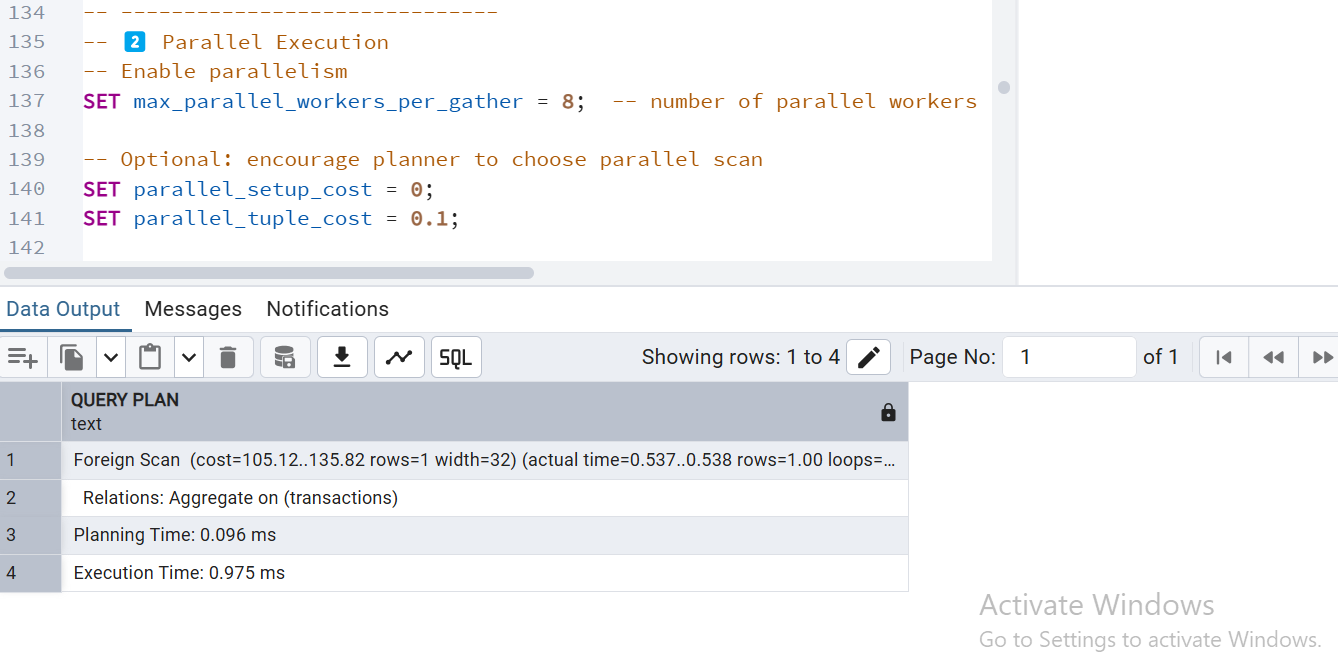 134 -- ------------------------------
135 -- 2 Parallel Execution
136 -- Enable parallelism
137 SET max_parallel_workers_per_gather = 8;  -- number of parallel workers
138
139 -- Optional: encourage planner to choose parallel scan
140 SET parallel_setup_cost = 0;
141 SET parallel_tuple_cost = 0.1;
142
Data Output Messages Notifications
SQL Showing rows: 1 to 4 Page No: 1 of 1
QUERY PLAN
text
1 Foreign Scan  (cost=105.12..135.82 rows=1 width=32) (actual time=0.537..0.538 rows=1.00 loops=...
2 Relations: Aggregate on (transactions)
3 Planning Time: 0.096 ms
4 Execution Time: 0.975 ms
Activate Windows
Go to Settings to activate Windows.